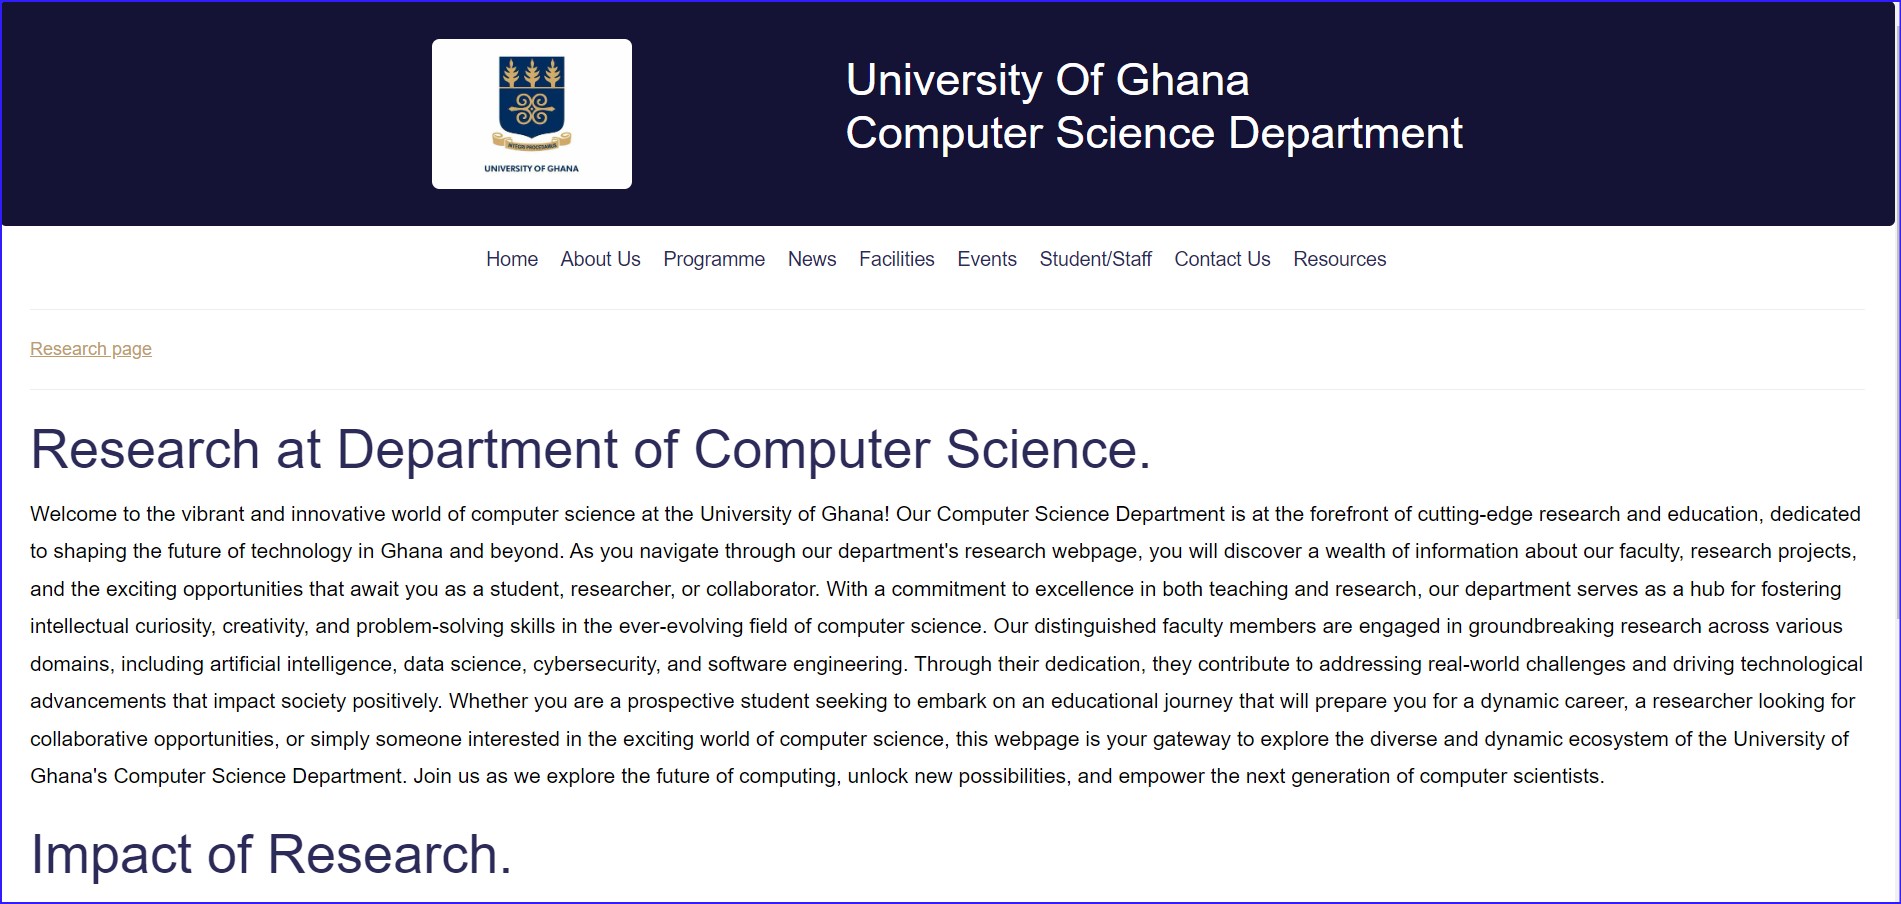 INTEGRI PROCEDAMUS
UNIVERSITY OF GHANA
University Of Ghana
Computer Science Department
Home About Us Programme News Facilities Events Student/Staff Contact Us Resources
Research page
Research at Department of Computer Science.
Welcome to the vibrant and innovative world of computer science at the University of Ghana! Our Computer Science Department is at the forefront of cutting-edge research and education, dedicated
to shaping the future of technology in Ghana and beyond. As you navigate through our department's research webpage, you will discover a wealth of information about our faculty, research projects,
and the exciting opportunities that await you as a student, researcher, or collaborator. With a commitment to excellence in both teaching and research, our department serves as a hub for fostering
intellectual curiosity, creativity, and problem-solving skills in the ever-evolving field of computer science. Our distinguished faculty members are engaged in groundbreaking research across various
domains, including artificial intelligence, data science, cybersecurity, and software engineering. Through their dedication, they contribute to addressing real-world challenges and driving technological
advancements that impact society positively. Whether you are a prospective student seeking to embark on an educational journey that will prepare you for a dynamic career, a researcher looking for
collaborative opportunities, or simply someone interested in the exciting world of computer science, this webpage is your gateway to explore the diverse and dynamic ecosystem of the University of
Ghana's Computer Science Department. Join us as we explore the future of computing, unlock new possibilities, and empower the next generation of computer scientists.
Impact of Research.